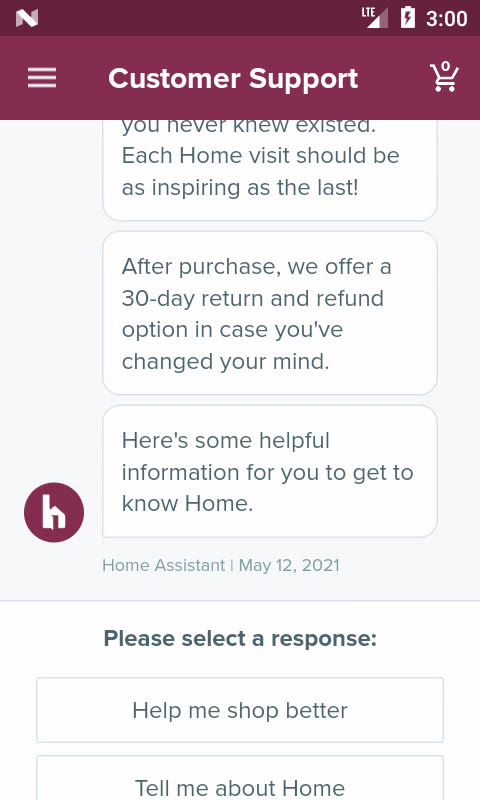 LTE
3:00
Customer Support
0
you never knew existed.
Each Home visit should be
as inspiring as the last!
After purchase, we offer a
30-day return and refund
option in case you've
changed your mind.
Here's some helpful
information for you to get to
know Home.
h
Home Assistant | May 12, 2021
Please select a response:
Help me shop better
Tell me about Home